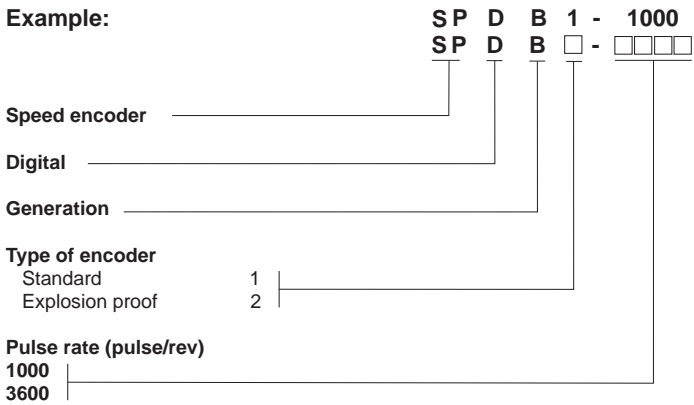 Example: SP D B 1 - 1000
SP D B □ - □□□□
Speed encoder
Digital
Generation
Type of encoder
Standard 1
Explosion proof 2
Pulse rate (pulse/rev)
1000
3600